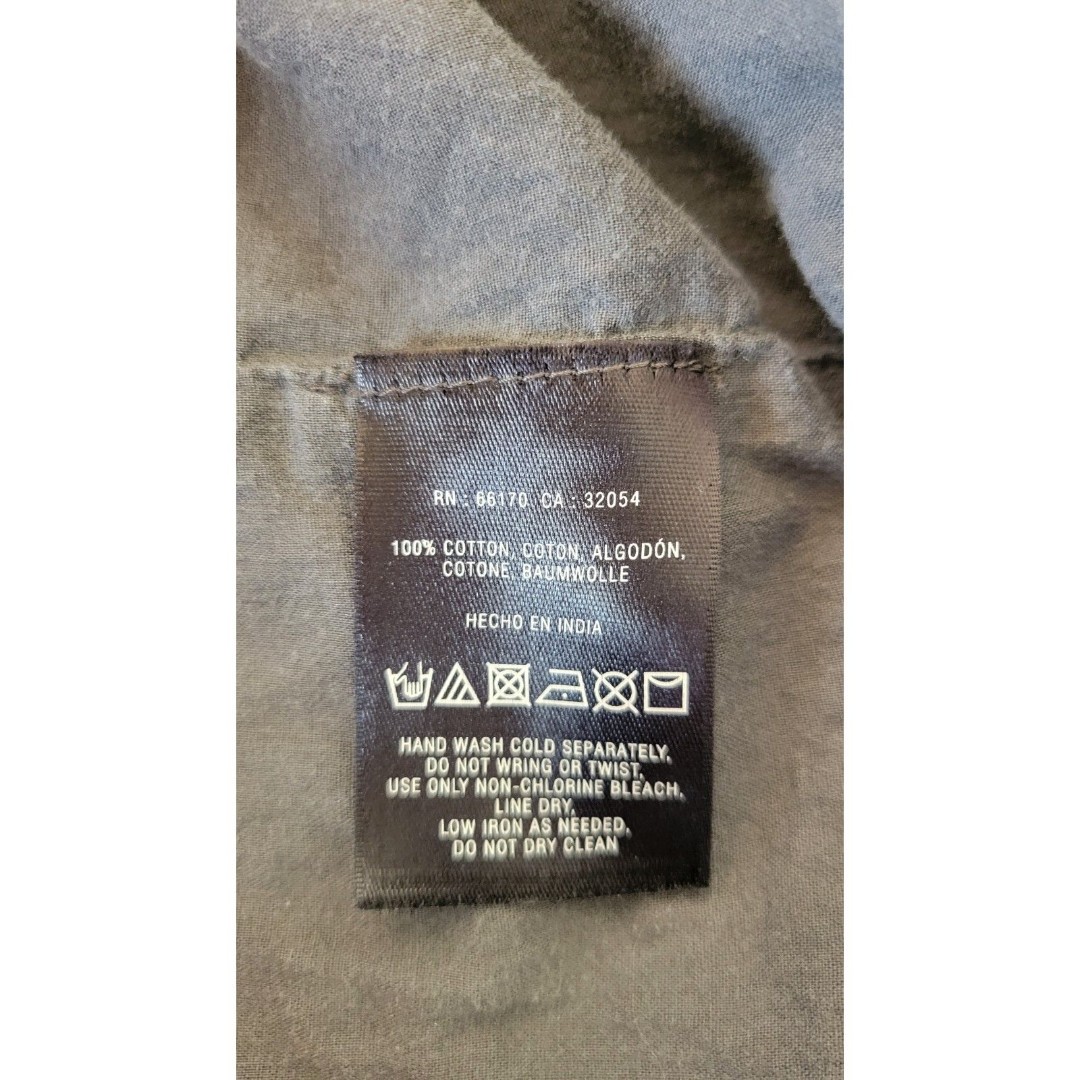 RN : 66170 CA : 32054
100% COTTON, COTON, ALGODÓN,
COTONE, BAUMWOLLE
HECHO EN INDIA
HAND WASH COLD SEPARATELY,
DO NOT WRING OR TWIST,
USE ONLY NON-CHLORINE BLEACH,
LINE DRY,
LOW IRON AS NEEDED,
DO NOT DRY CLEAN